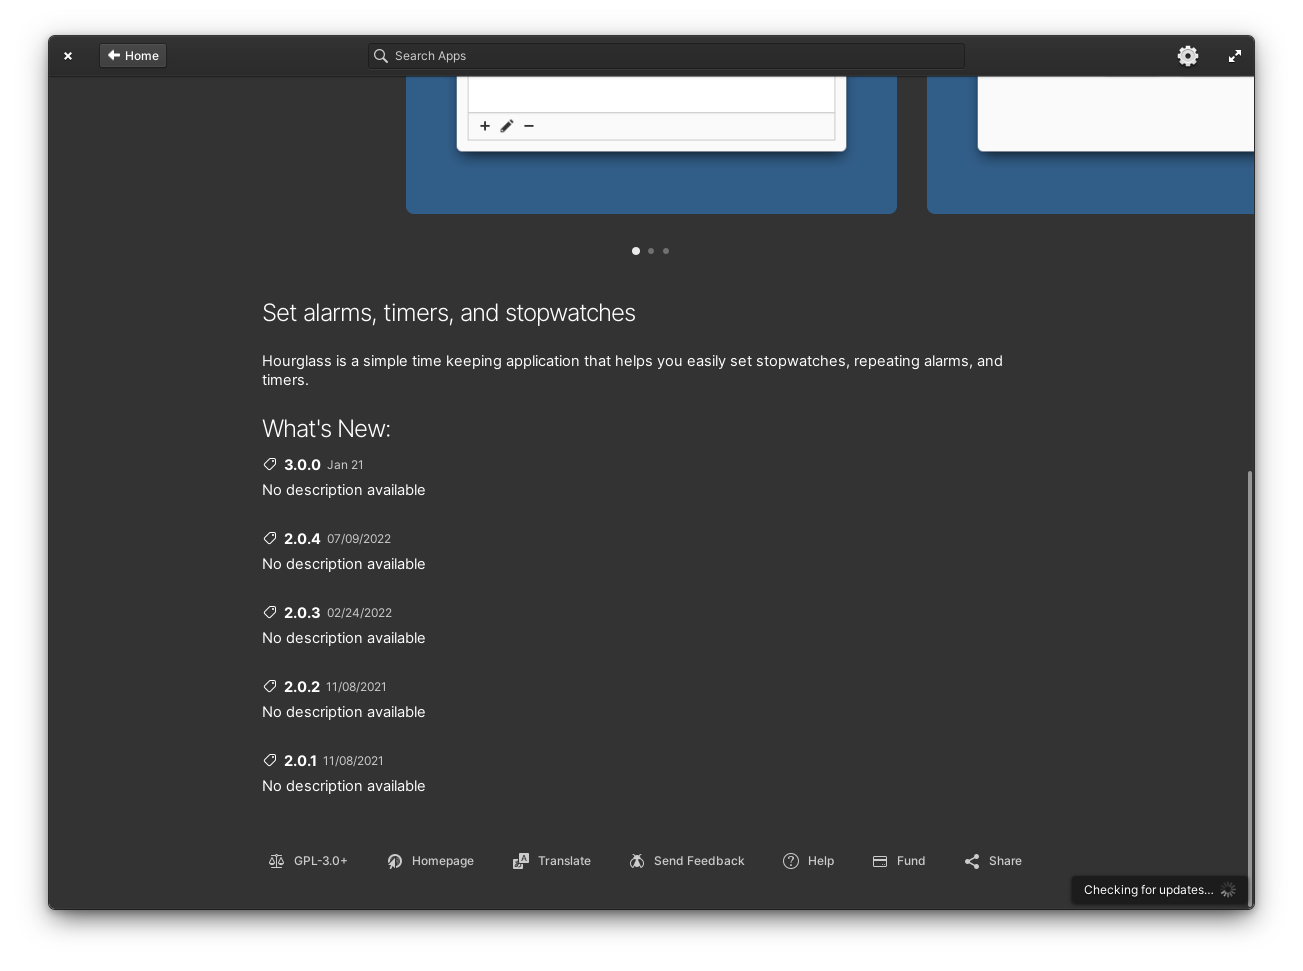 Home
Search Apps
Set alarms, timers, and stopwatches
Hourglass is a simple time keeping application that helps you easily set stopwatches, repeating alarms, and
timers.
What's New:
3.0.0 Jan 21
No description available
2.0.4 07/09/2022
No description available
2.0.3 02/24/2022
No description available
2.0.2 11/08/2021
No description available
2.0.1 11/08/2021
No description available
GPL-3.0+ Homepage Translate Send Feedback Help Fund Share
Checking for updates...